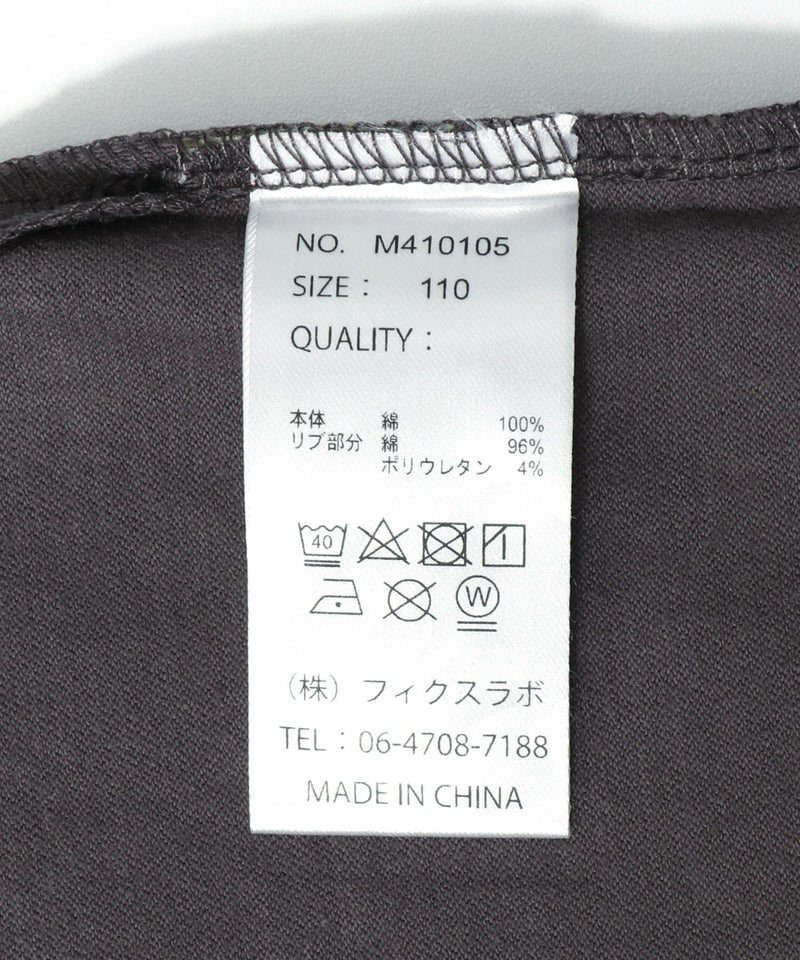 NO. M410105
SIZE : 110
QUALITY :
本体 綿 100%
リブ部分 綿 96%
ポリウレタン 4%
40
W
（株）フィクスラボ
TEL : 06-4708-7188
MADE IN CHINA